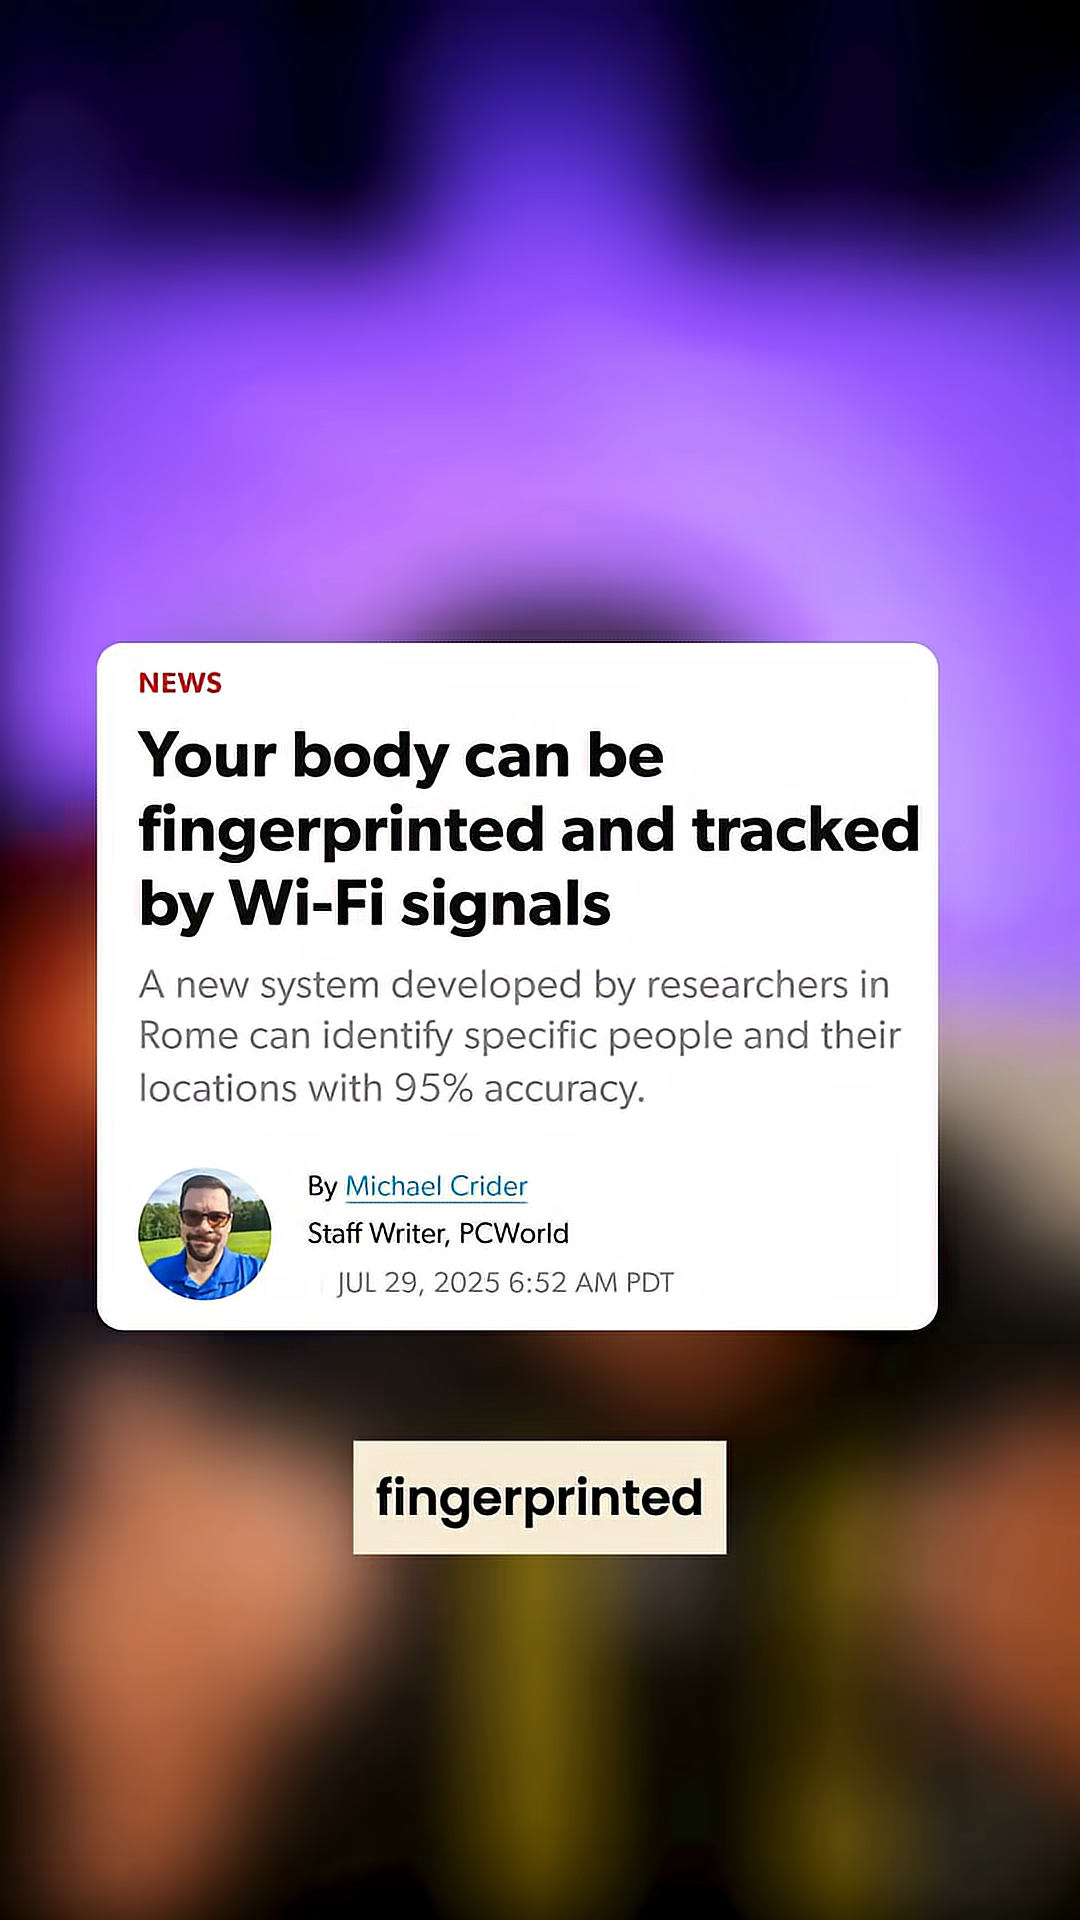 NEWS
Your body can be
fingerprinted and tracked
by Wi-Fi signals
A new system developed by researchers in
Rome can identify specific people and their
locations with 95% accuracy.
By Michael Crider
Staff Writer, PCWorld
JUL 29, 2025 6:52 AM PDT
fingerprinted